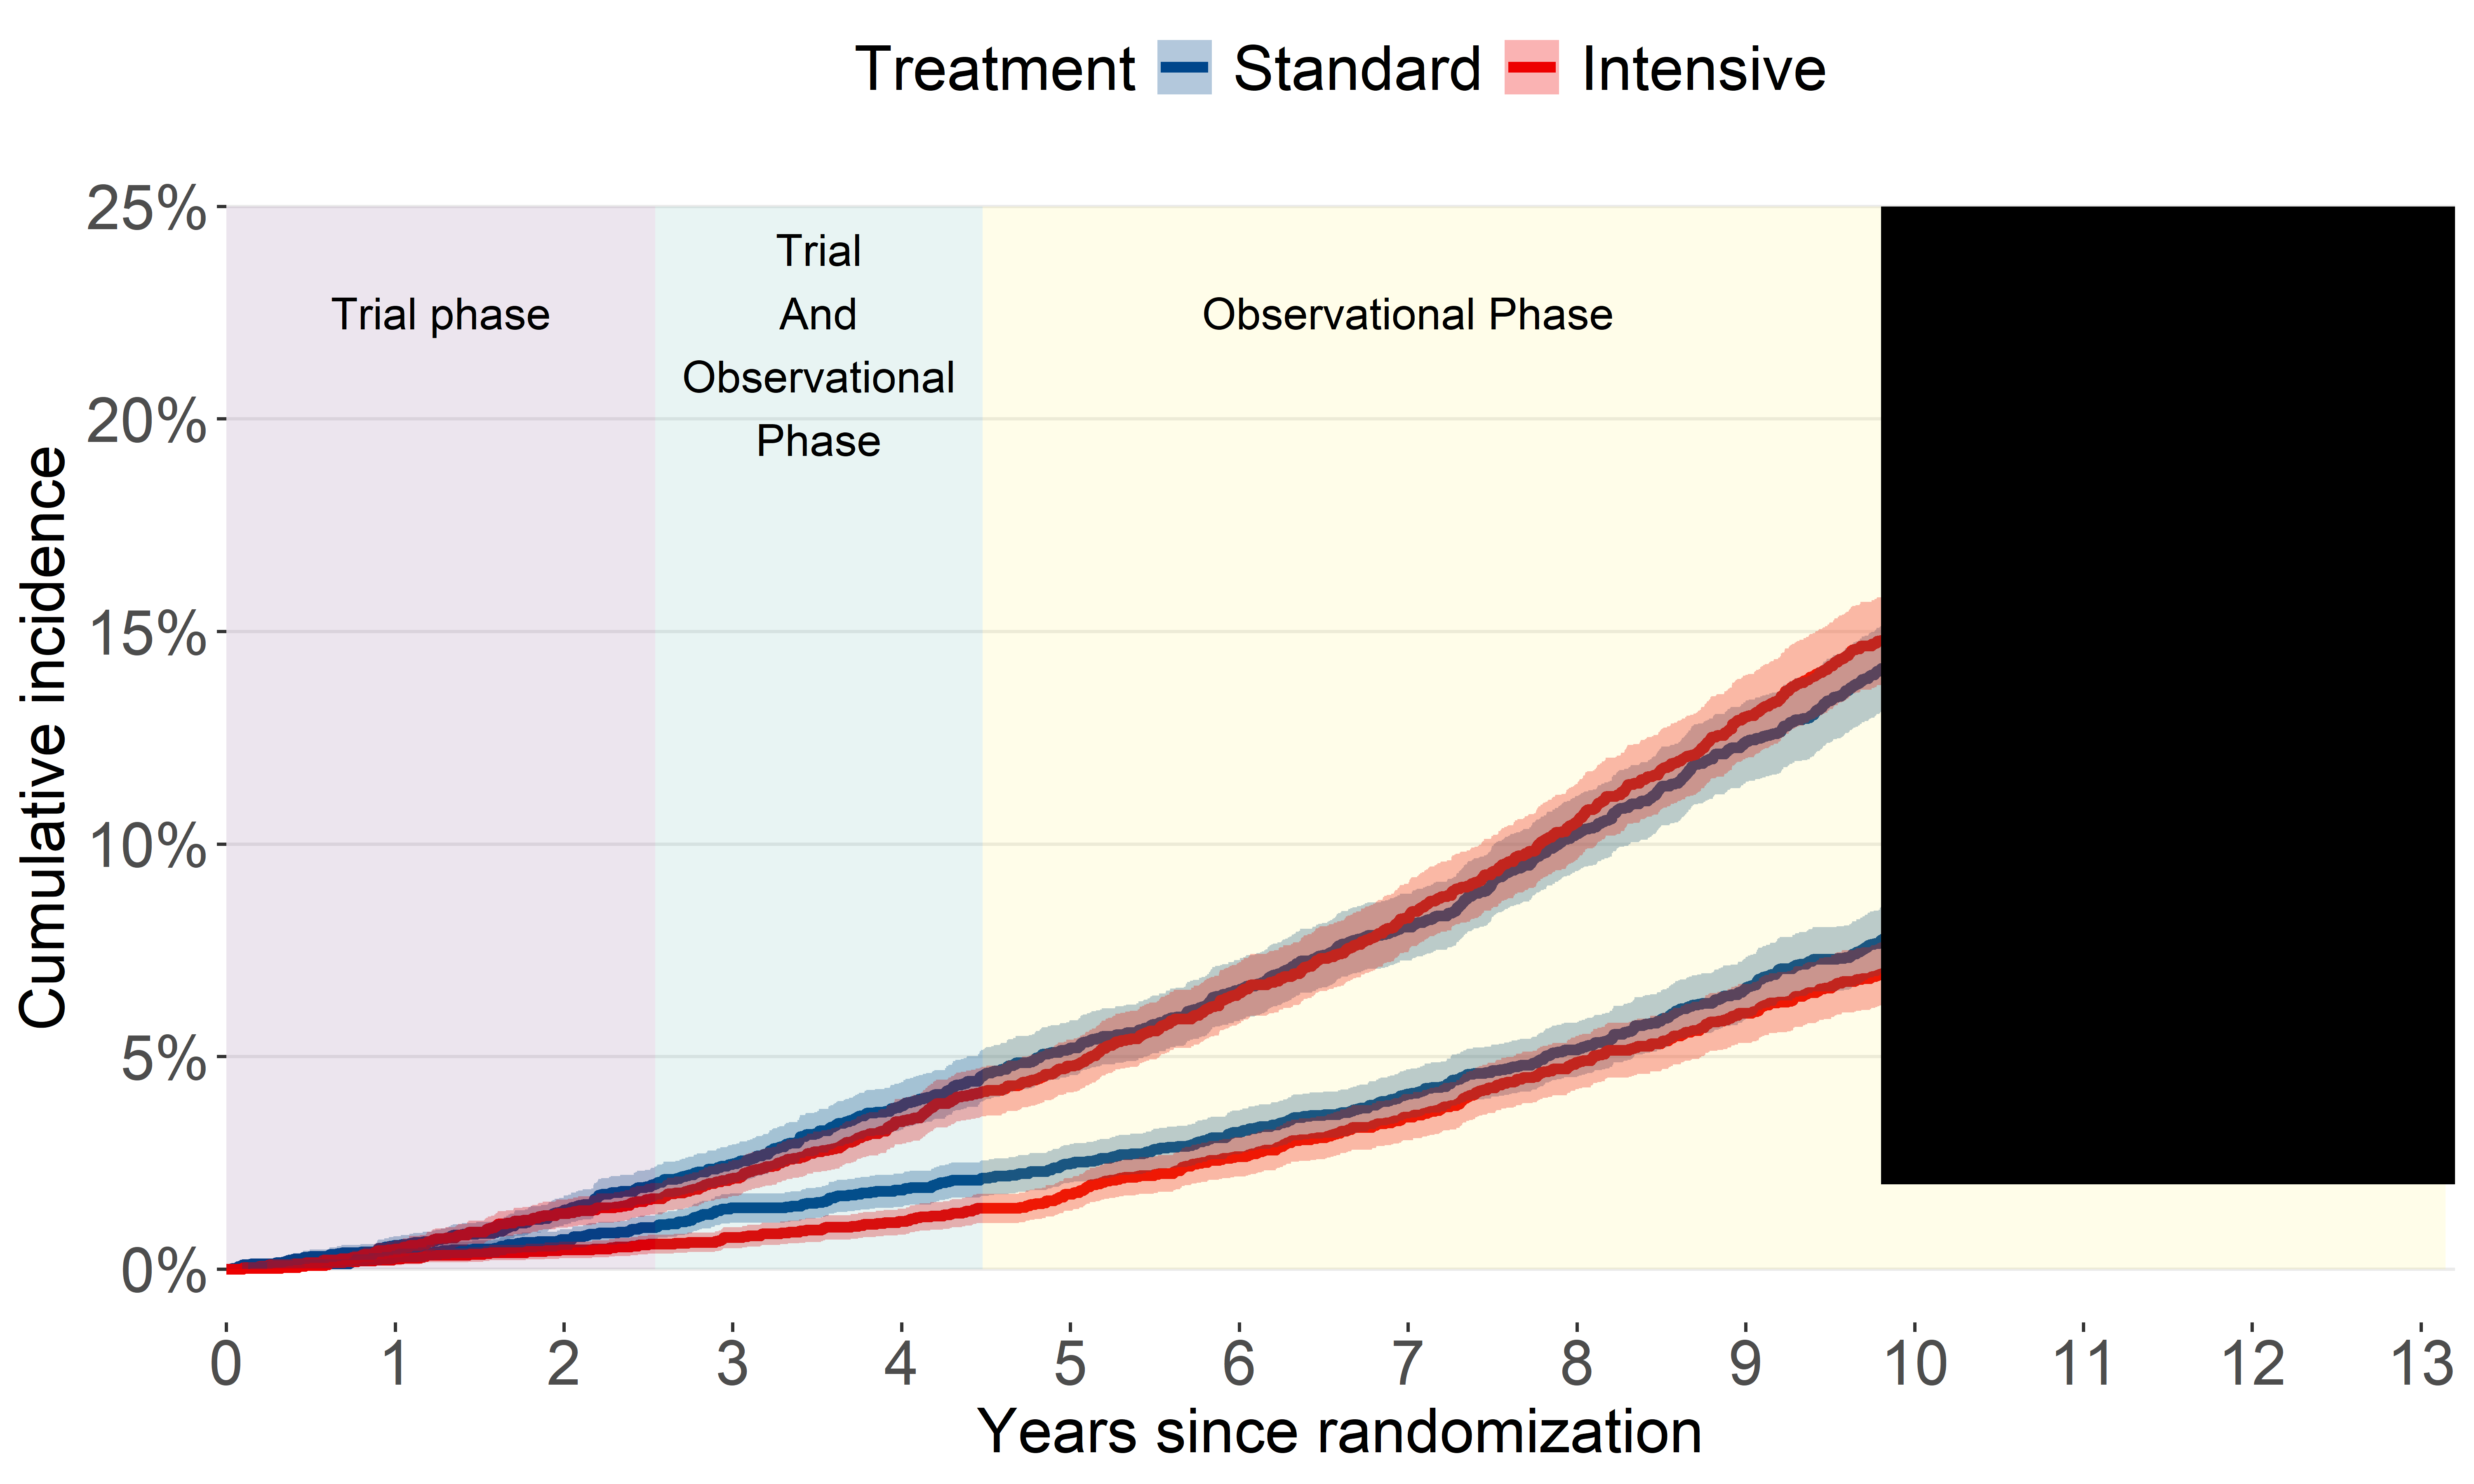 Treatment Standard Intensive
25%
20%
15%
10%
5%
0%
Cumulative incidence
Trial phase
Trial
And
Observational
Phase
Observational Phase
0 1 2 3 4 5 6 7 8 9 10 11 12 13
Years since randomization